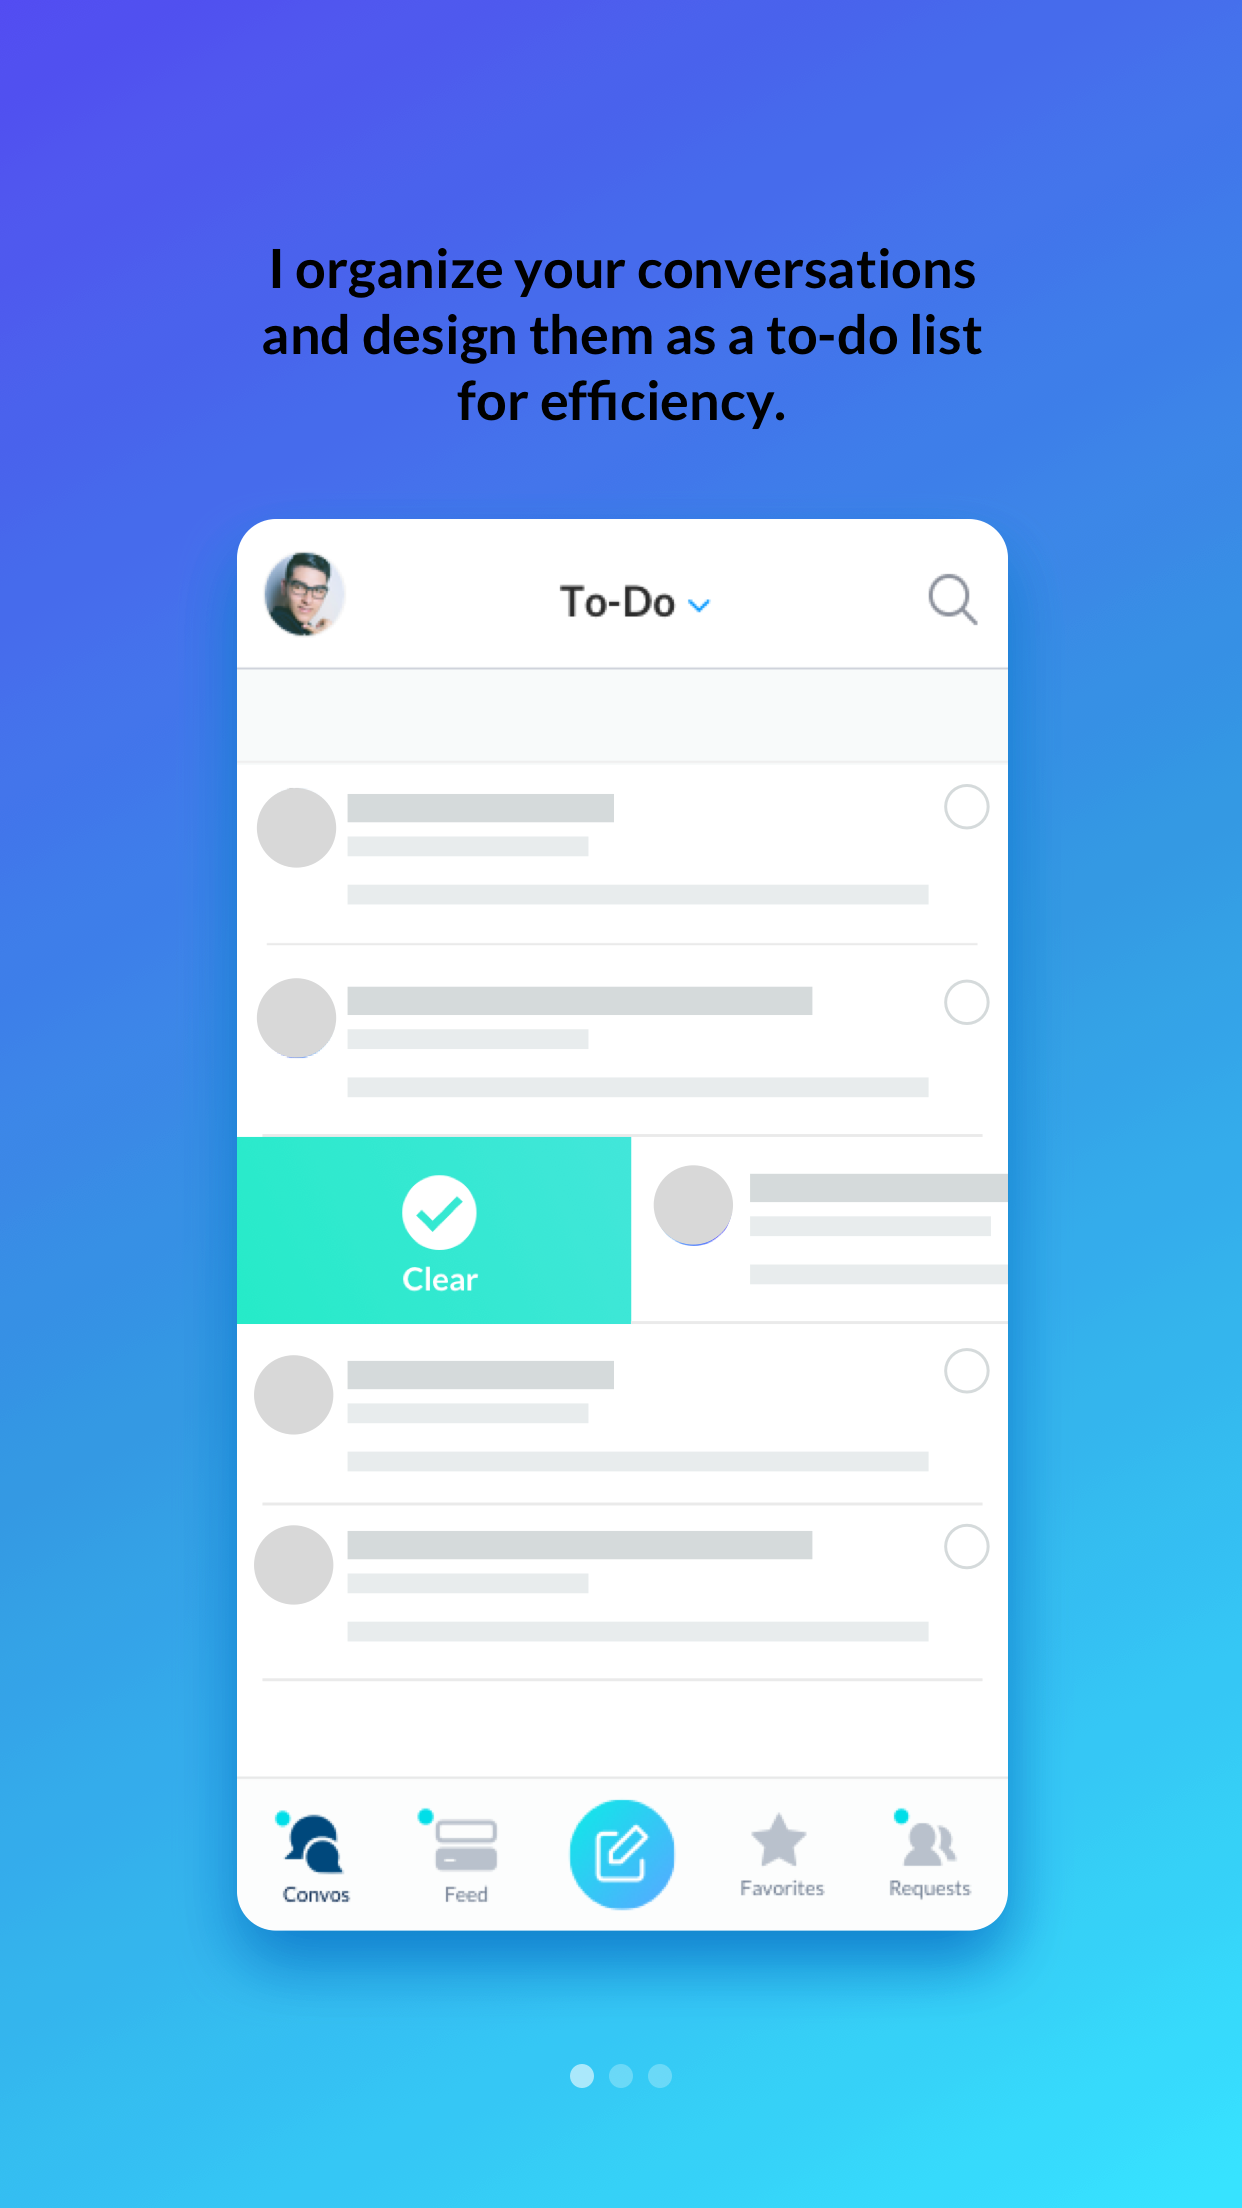 I organize your conversations
and design them as a to-do list
for efficiency.
To-Do
Clear
Convos
Feed
Favorites
Requests